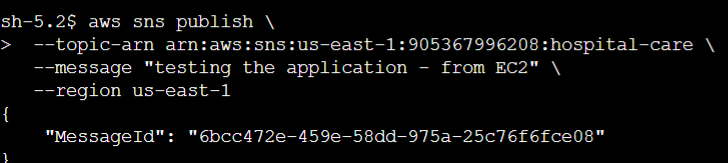 sh-5.2$ aws sns publish \
>  --topic-arn arn:aws:sns:us-east-1:905367996208:hospital-care \
   --message "testing the application - from EC2" \
   --region us-east-1
{
    "MessageId": "6bcc472e-459e-58dd-975a-25c76f6fce08"
}